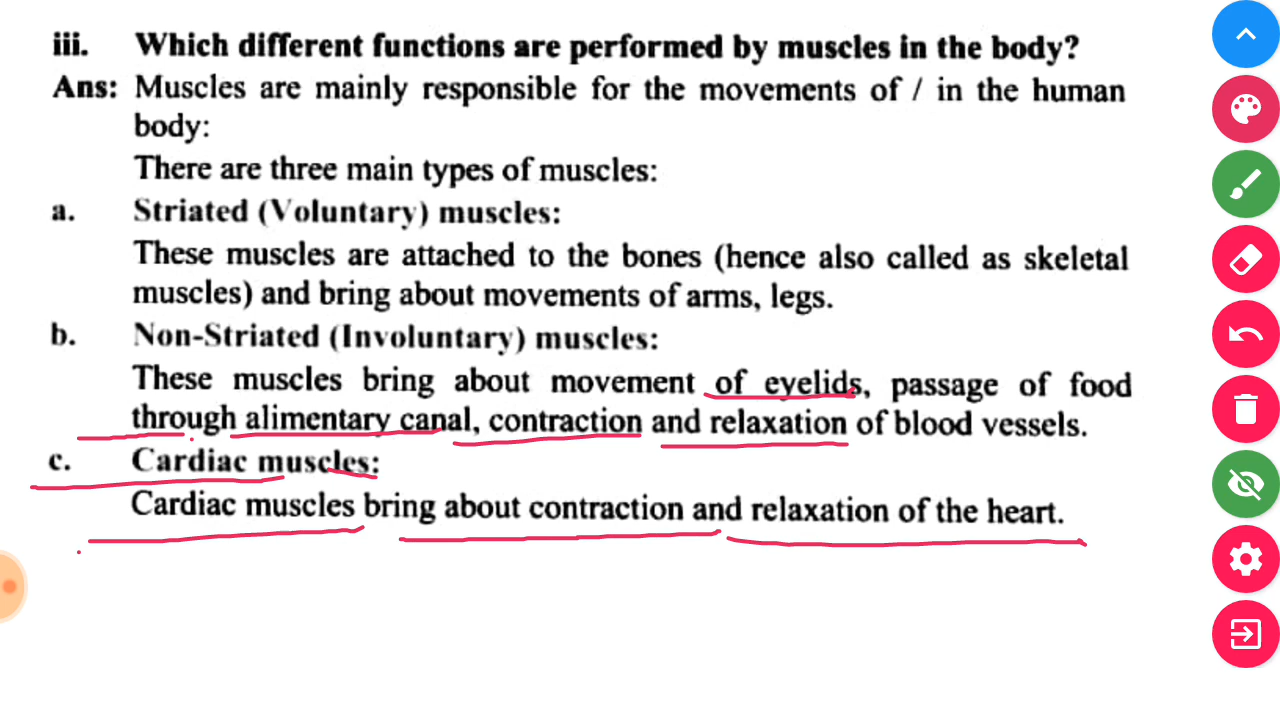 iii. Which different functions are performed by muscles in the body?
Ans: Muscles are mainly responsible for the movements of / in the human
body:
There are three main types of muscles:
a. Striated (Voluntary) muscles:
These muscles are attached to the bones (hence also called as skeletal
muscles) and bring about movements of arms, legs.
b. Non-Striated (Involuntary) muscles:
These muscles bring about movement of eyelids, passage of food
through alimentary canal, contraction and relaxation of blood vessels.
c. Cardiac muscles:
Cardiac muscles bring about contraction and relaxation of the heart.